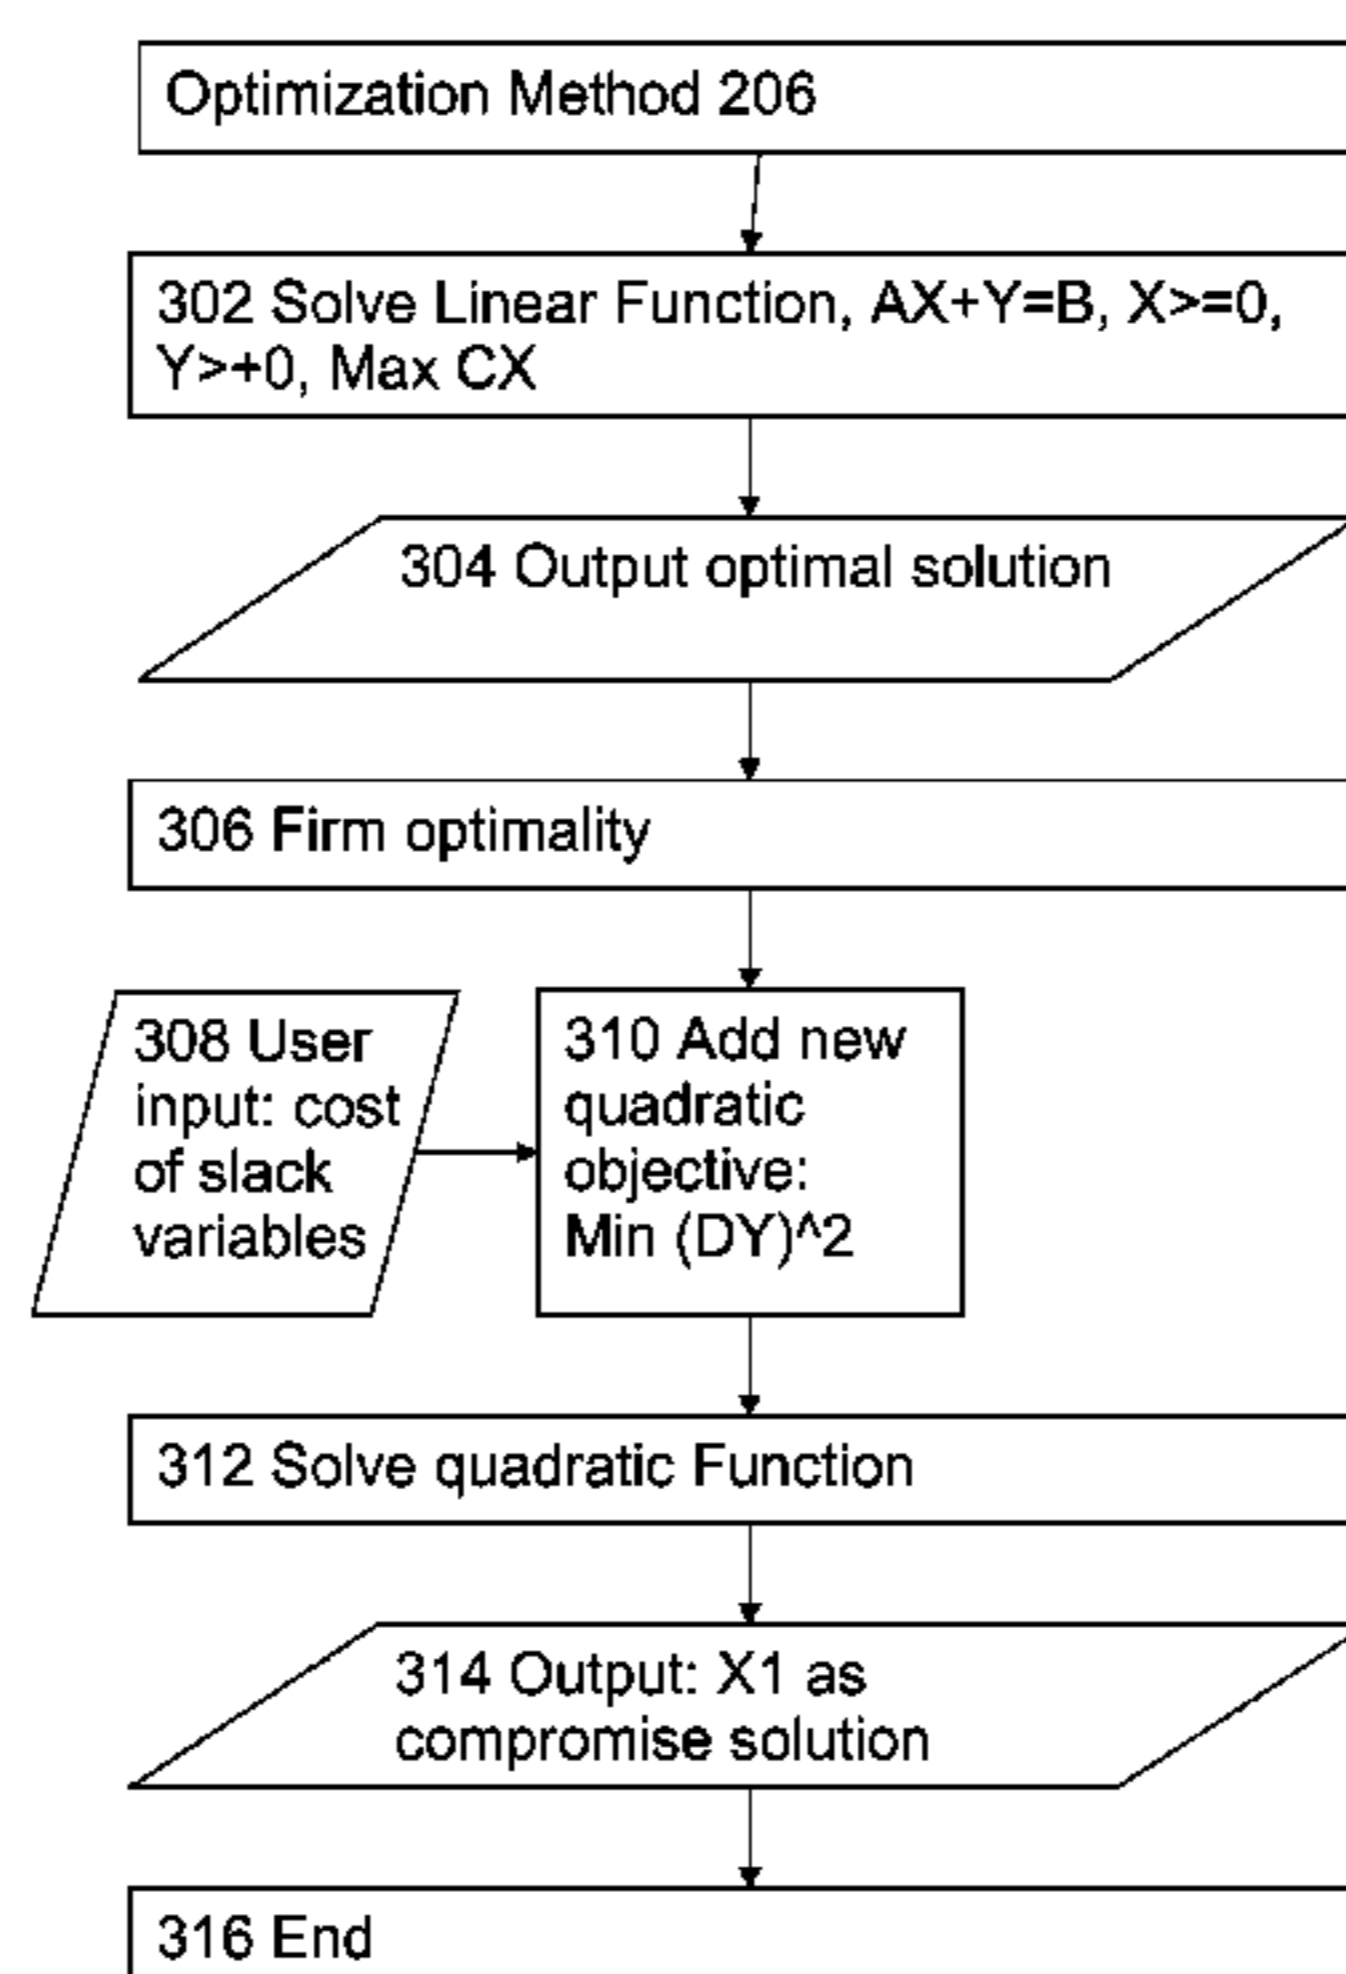 Optimization Method 206
302 Solve Linear Function, AX+Y=B, X>=0,
Y>+0, Max CX
304 Output optimal solution
306 Firm optimality
308 User
input: cost
of slack
variables
310 Add new
quadratic
objective:
Min (DY)^2
312 Solve quadratic Function
314 Output: X1 as
compromise solution
316 End